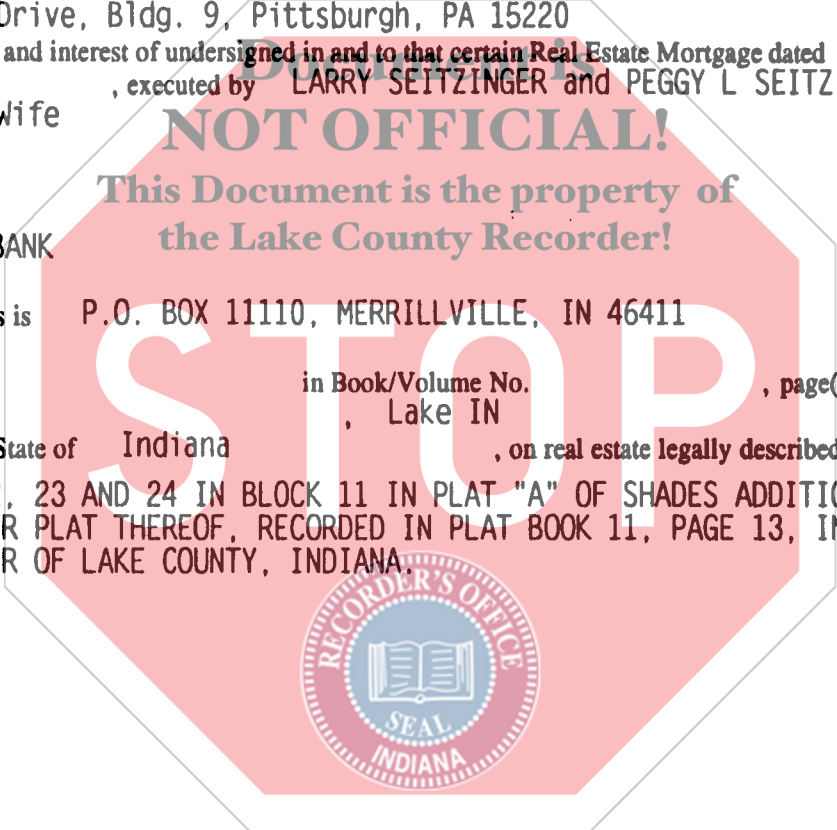 Drive, Bldg. 9, Pittsburgh, PA 15220
and interest of undersigned in and to that certain Real Estate Mortgage dated
Document is
, executed by LARRY SEITZINGER and PEGGY L SEITZ
Wife
NOT OFFICIAL!
This Document is the property of
BANK
the Lake County Recorder!
s is P.O. BOX 11110, MERRILLVILLE, IN 46411
STOP
in Book/Volume No. , page(
, Lake IN
State of Indiana , on real estate legally described
, 23 AND 24 IN BLOCK 11 IN PLAT "A" OF SHADES ADDITIO
R PLAT THEREOF, RECORDED IN PLAT BOOK 11, PAGE 13, IN
R OF LAKE COUNTY, INDIANA.
RECORDER'S OFFICE
SEAL
INDIANA